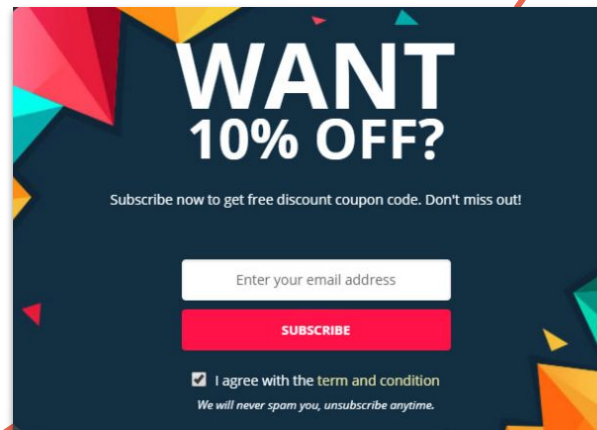 WANT
10% OFF?
Subscribe now to get free discount coupon code. Don't miss out!
Enter your email address
SUBSCRIBE
I agree with the term and condition
We will never spam you, unsubscribe anytime.